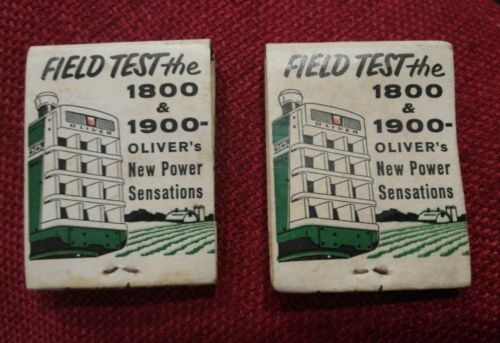 FIELD TEST-the
1800
&
1900-
OLIVER's
New Power
Sensations
OLIVER
FIELD TEST-the
1800
&
1900-
OLIVER's
New Power
Sensations
OLIVER